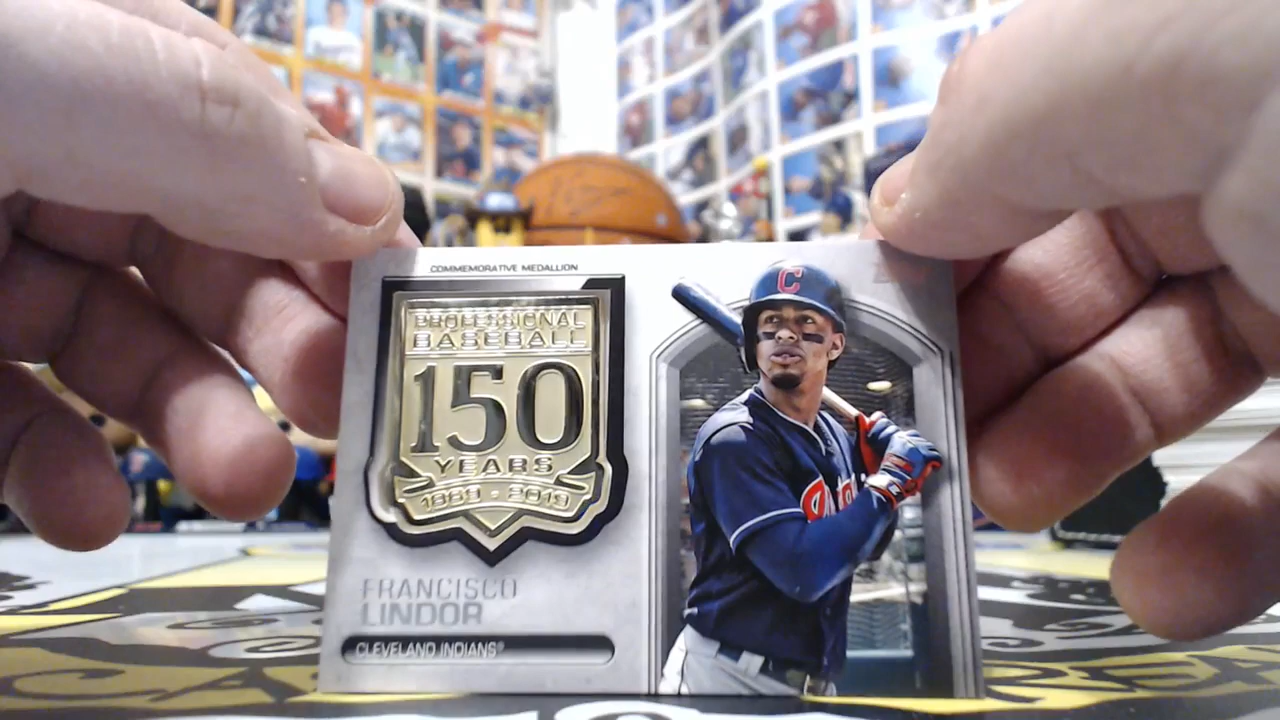 COMMEMORATIVE MEDALLION
PROFESSIONAL
BASEBALL
150
YEARS
1869 - 2019
FRANCISCO
LINDOR
CLEVELAND INDIANS®
C